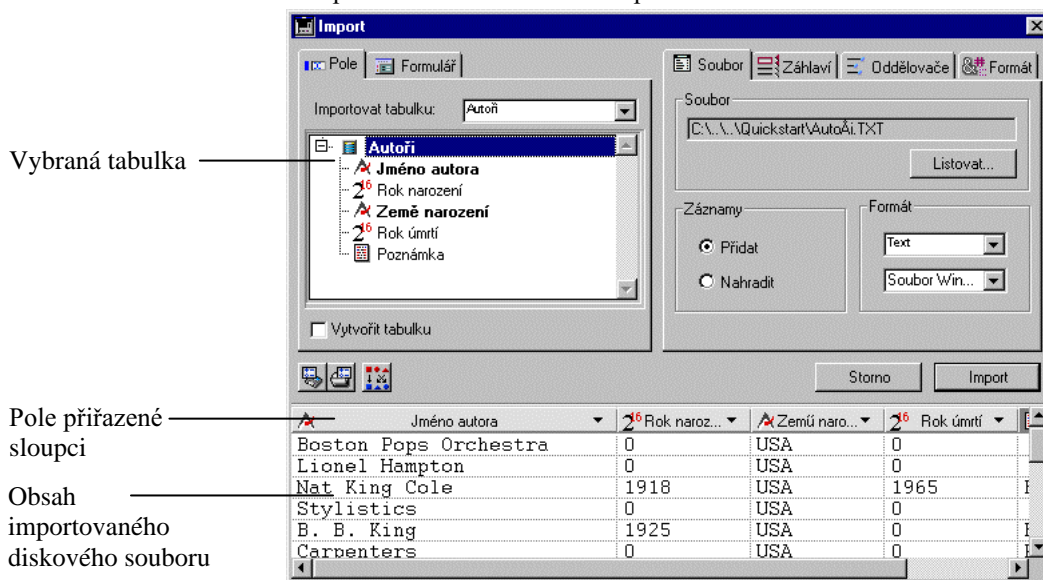 Import
Pole Formulář
Importovat tabulku: Autoři
Autoři
Jméno autora
Rok narození
Země narození
Rok úmrtí
Poznámka
Vytvořit tabulku
Soubor Záhlaví Oddělovače Formát
Soubor
C:\..\..\Quickstart\AutoÅi.TXT
Listovat...
Záznamy
Přidat
Nahradit
Formát
Text
Soubor Win...
Storno Import
Vybraná tabulka
Pole přiřazené
sloupci
Obsah
importovaného
diskového souboru
Jméno autora Rok naroz... Zemíí naro... Rok úmrtí
Boston Pops Orchestra 0 USA 0
Lionel Hampton 0 USA 0
Nat King Cole 1918 USA 1965
Stylistics 0 USA 0
B. B. King 1925 USA 0
Carpenters 0 USA 0